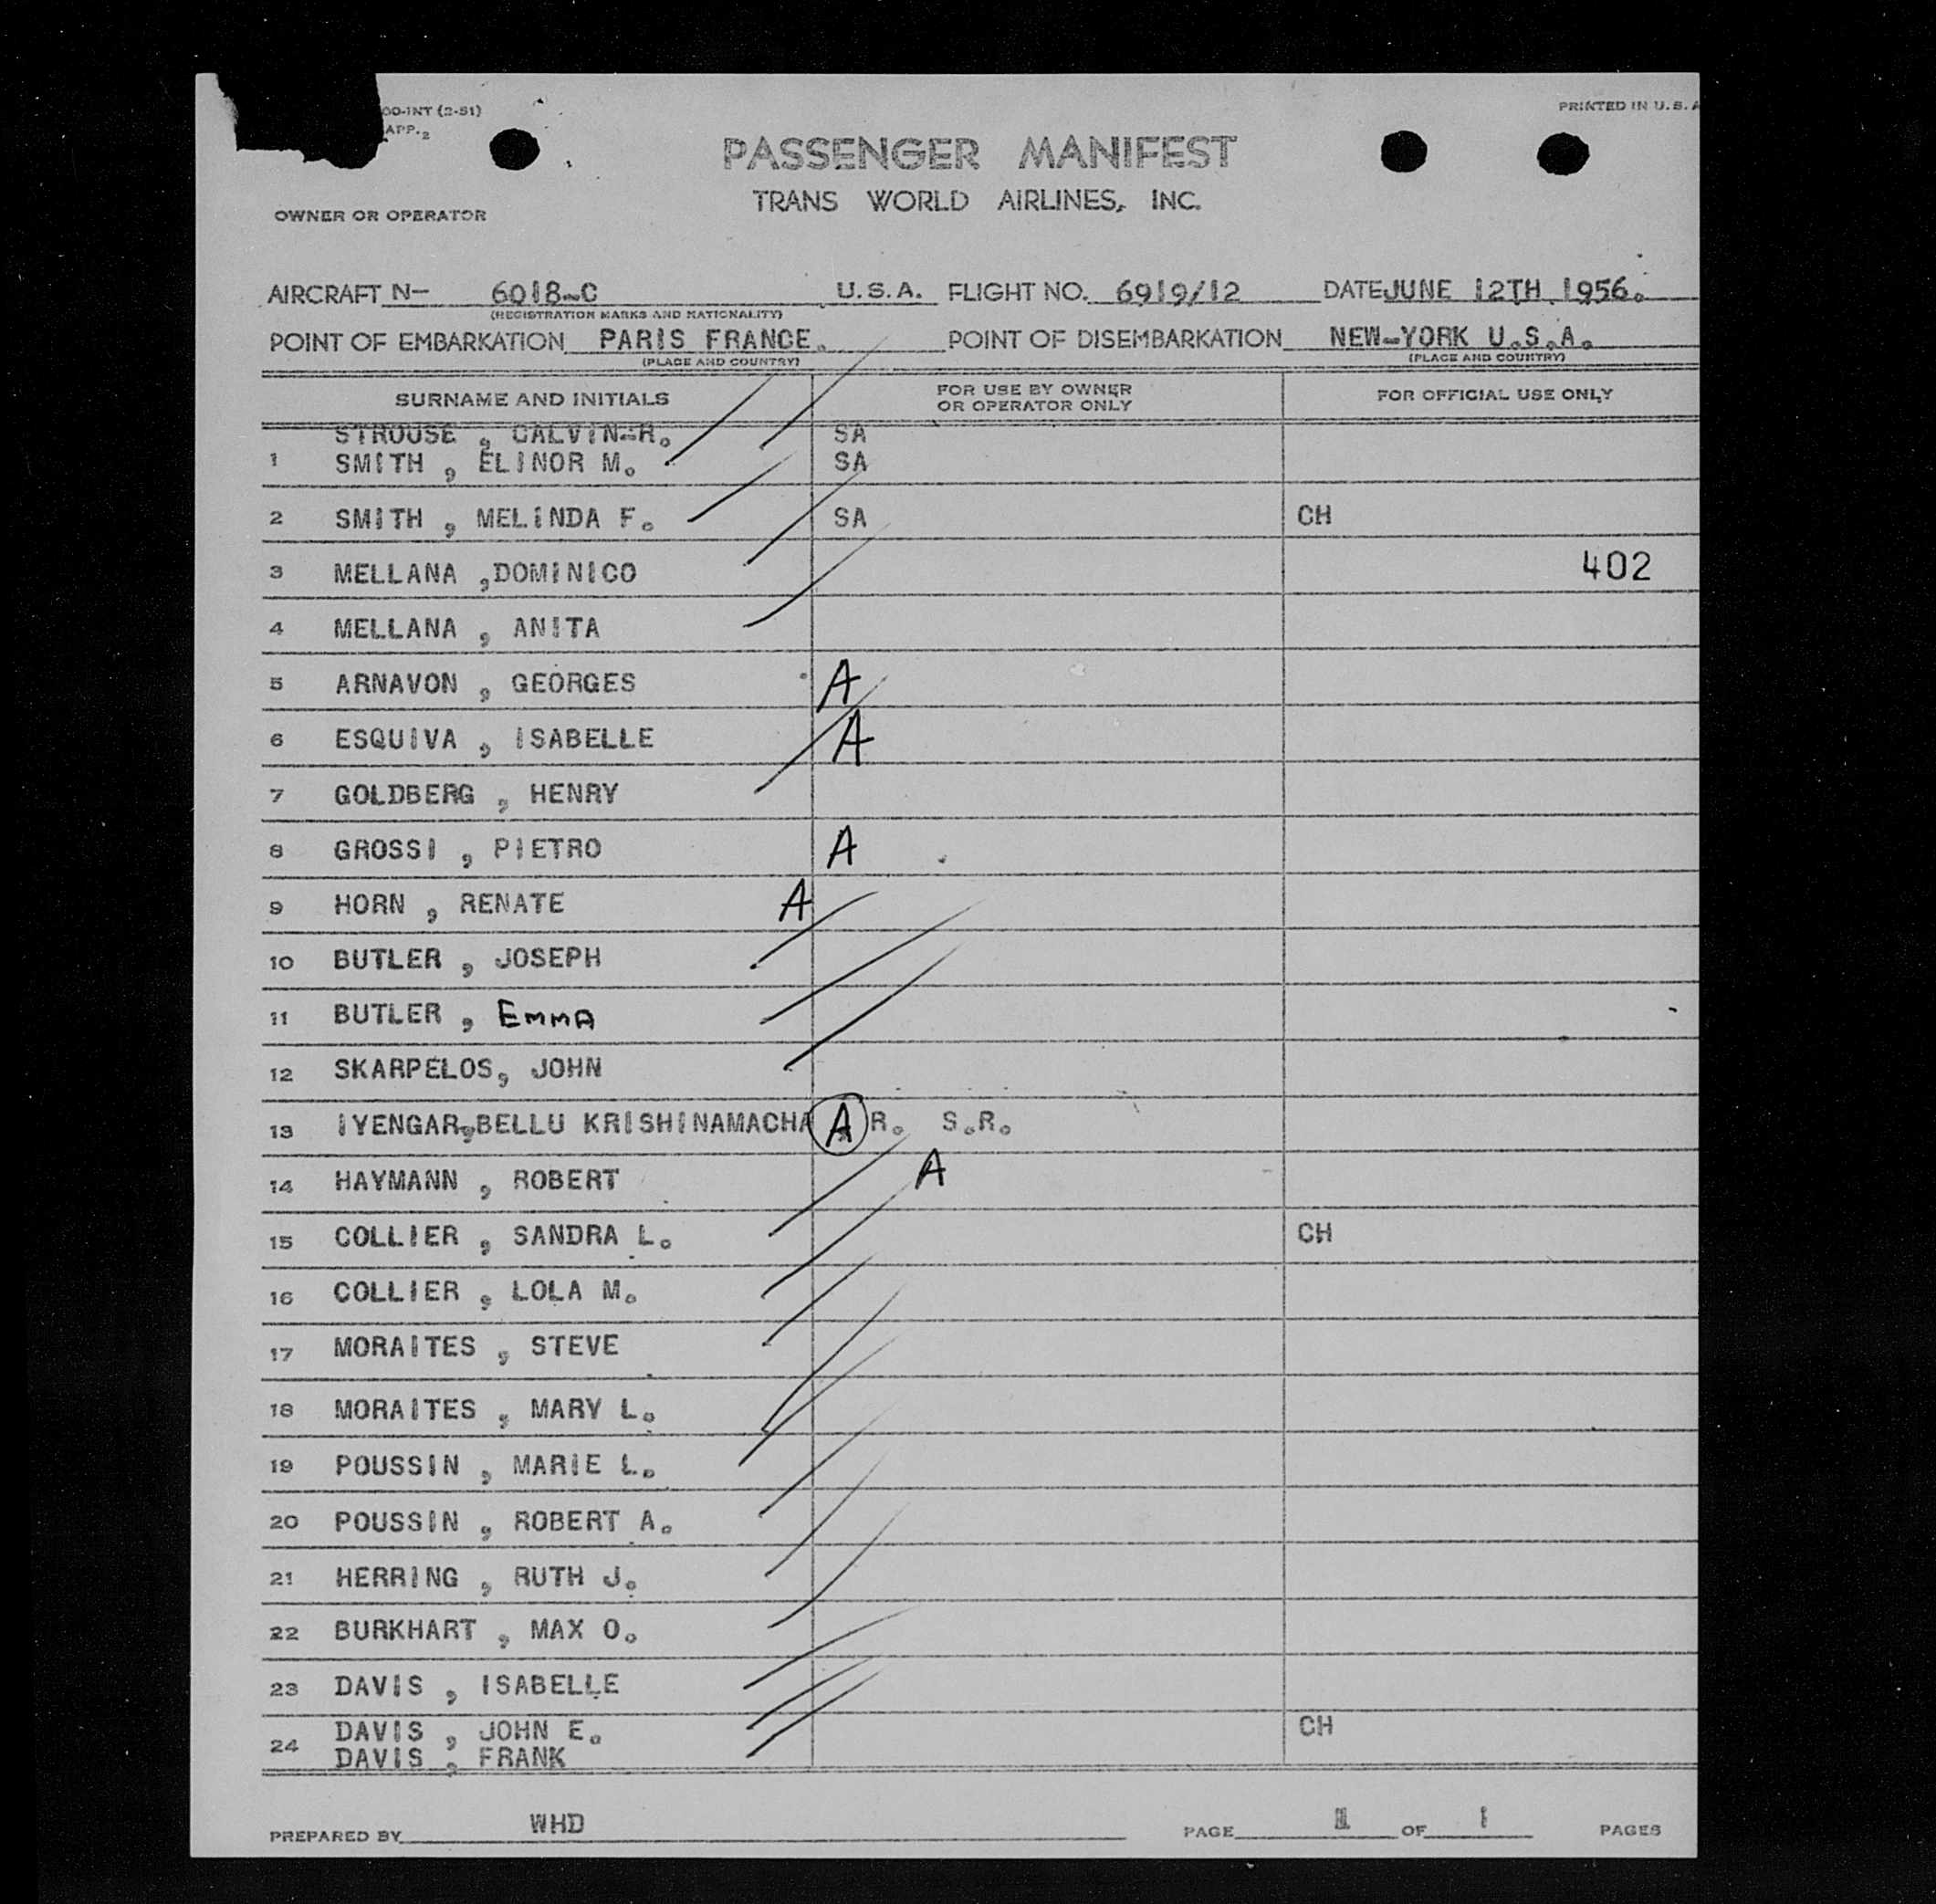 00-INT (2-51)
APP.2
PRINTED IN U.S.A
PASSENGER MANIFEST
TRANS WORLD AIRLINES, INC.
OWNER OR OPERATOR
AIRCRAFT N- 6018-C U.S.A. FLIGHT NO. 6919/12 DATE JUNE 12TH 1956.
(REGISTRATION MARKS AND NATIONALITY)
POINT OF EMBARKATION PARIS FRANCE. POINT OF DISEMBARKATION NEW-YORK U.S.A.
(PLACE AND COUNTRY) (PLACE AND COUNTRY)
SURNAME AND INITIALS FOR USE BY OWNER OR OPERATOR ONLY FOR OFFICIAL USE ONLY
STROUSE , CALVIN-H. SA
1 SMITH , ELINOR M. SA
2 SMITH , MELINDA F. SA CH
3 MELLANA ,DOMINICO 402
4 MELLANA , ANITA
5 ARNAVON , GEORGES A
6 ESQUIVA , ISABELLE A
7 GOLDBERG , HENRY
8 GROSSI , PIETRO A
9 HORN , RENATE A
10 BUTLER , JOSEPH
11 BUTLER , EMMA
12 SKARPELOS, JOHN
13 IYENGAR,BELLU KRISHINAMACHA A R. S.R.
14 HAYMANN , ROBERT A
15 COLLIER , SANDRA L. CH
16 COLLIER , LOLA M.
17 MORAITES , STEVE
18 MORAITES , MARY L.
19 POUSSIN , MARIE L.
20 POUSSIN , ROBERT A.
21 HERRING , RUTH J.
22 BURKHART , MAX O.
23 DAVIS , ISABELLE
24 DAVIS , JOHN E. CH
DAVIS , FRANK
PREPARED BY WHD PAGE 1 OF 1 PAGES